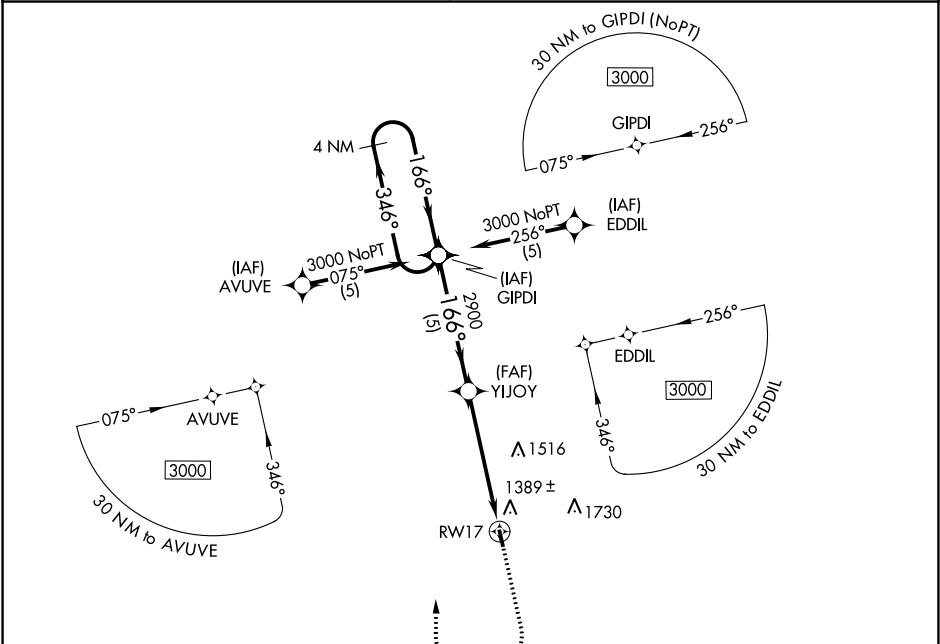 30 NM to GIPDI (NoPT)
3000
GIPDI
075°
256°
4 NM
166°
346°
(IAF)
EDDIL
3000 NoPT
256°
(5)
(IAF)
AVUVE
3000 NoPT
075°
(5)
(IAF)
GIPDI
2900
166°
(5)
(FAF)
YIJOY
256°
EDDIL
3000
346°
30 NM to EDDIL
075°
AVUVE
3000
346°
30 NM to AVUVE
1516
1389 ±
1730
RW17